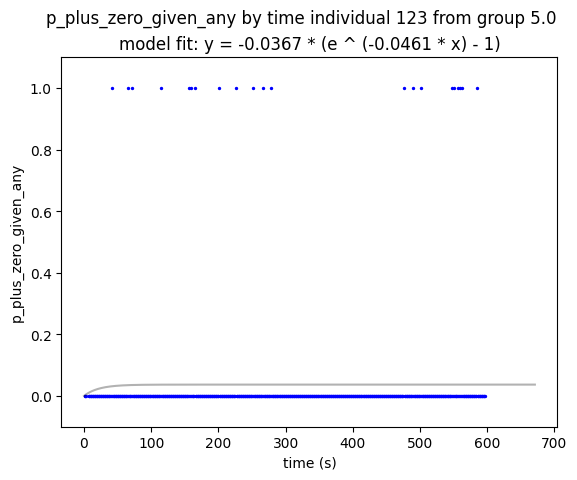 p_plus_zero_given_any by time individual 123 from group 5.0
model fit: y = -0.0367 * (e ^ (-0.0461 * x) - 1)
1.0
0.8
0.6
0.4
0.2
0.0
p_plus_zero_given_any
0 100 200 300 400 500 600 700
time (s)